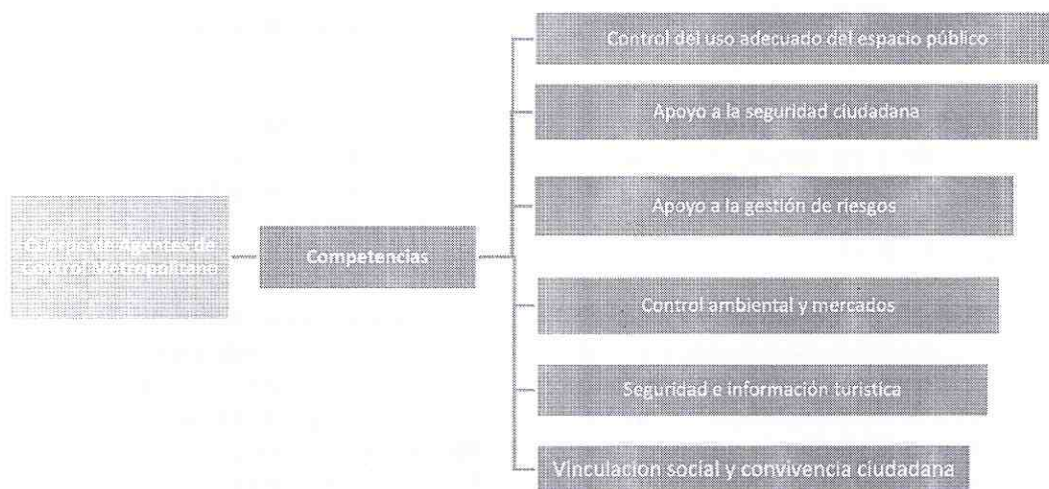 Control del uso adecuado del espacio público
Apoyo a la seguridad ciudadana
Apoyo a la gestión de riesgos
Cuerpo de Agentes de
Control Metropolitano
Competencias
Control ambiental y mercados
Seguridad e información turistica
Vinculacion social y convivencia ciudadana